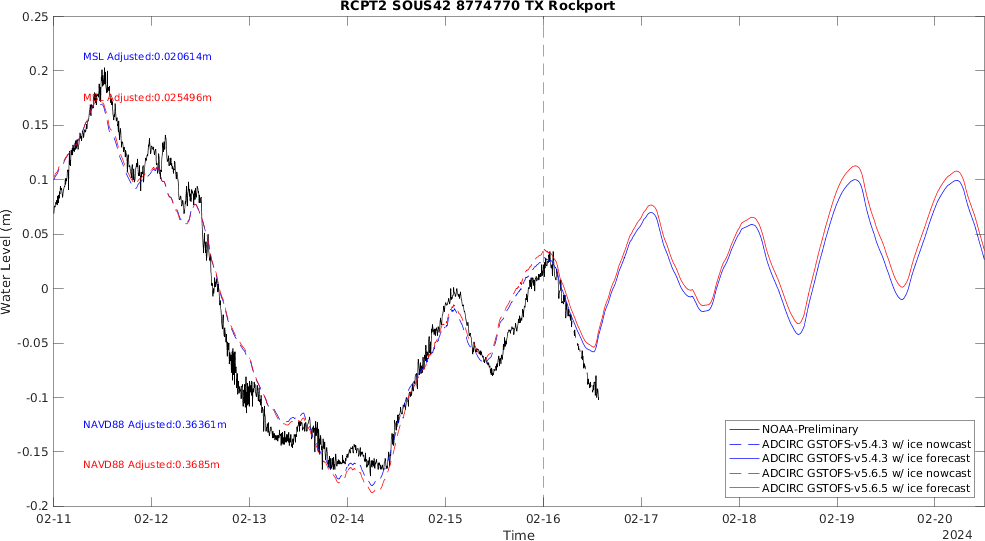 RCPT2 SOUS42 8774770 TX Rockport
0.25
0.2
0.15
0.1
0.05
0
-0.05
-0.1
-0.15
-0.2
Water Level (m)
MSL Adjusted:0.020614m
MSL Adjusted:0.025496m
NAVD88 Adjusted:0.36361m
NAVD88 Adjusted:0.3685m
NOAA-Preliminary
ADCIRC GSTOFS-v5.4.3 w/ ice nowcast
ADCIRC GSTOFS-v5.4.3 w/ ice forecast
ADCIRC GSTOFS-v5.6.5 w/ ice nowcast
ADCIRC GSTOFS-v5.6.5 w/ ice forecast
02-11 02-12 02-13 02-14 02-15 02-16 02-17 02-18 02-19 02-20
Time
2024